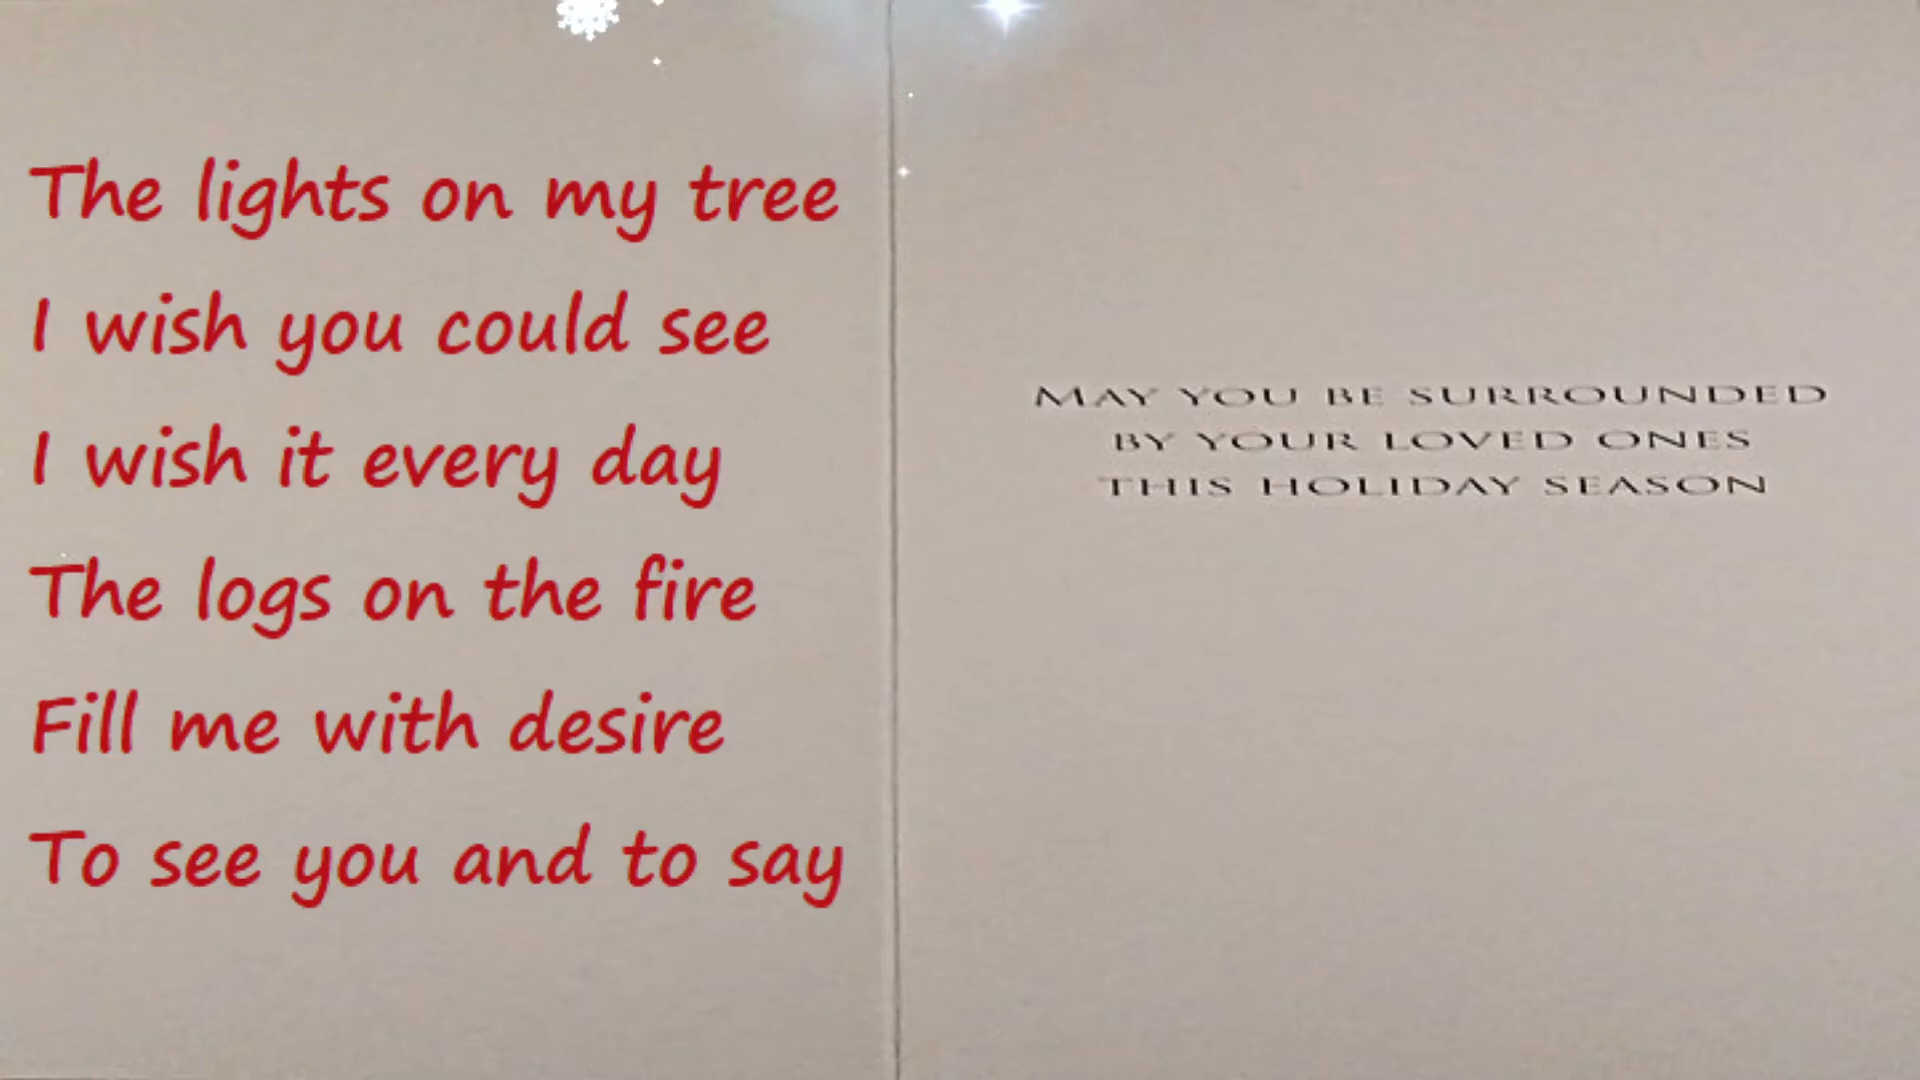 The lights on my tree
I wish you could see
I wish it every day
The logs on the fire
Fill me with desire
To see you and to say
MAY YOU BE SURROUNDED
BY YOUR LOVED ONES
THIS HOLIDAY SEASON